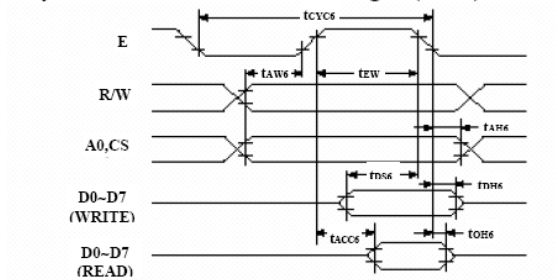 tCYC6
E
tAW6
tEW
R/W
tAH6
A0,CS
tDS6
tDH6
D0~D7
(WRITE)
tACC6
tOH6
D0~D7
(READ)